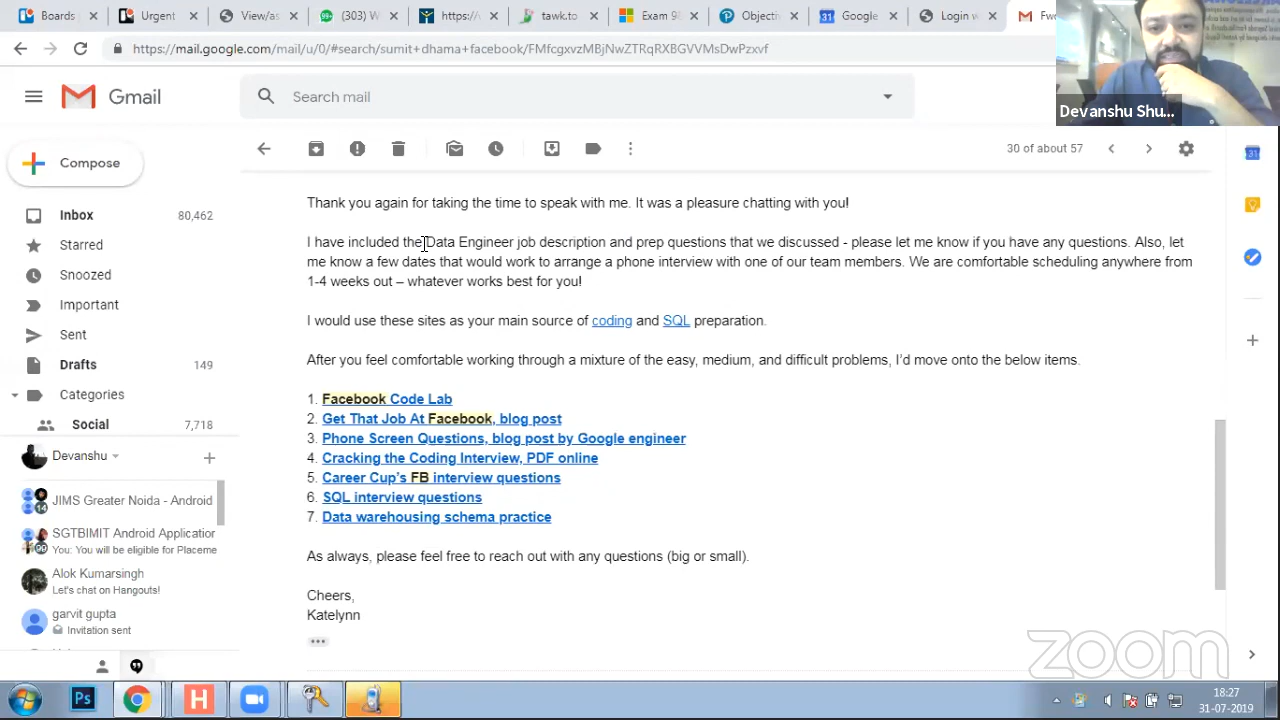 Boards
Urgent
View/as
(303) W
https://
tawk.to
Exam 98
Objecti
Google
Login
https://mail.google.com/mail/u/0/#search/sumit+dhama+facebook/
Devanshu Shu...
Gmail
Search mail
Compose
30 of about 57
Inbox 80,462
Starred
Snoozed
Important
Sent
Drafts 149
Categories
Social 7,718
Devanshu
JIMS Greater Noida - Android
14
SGTBIMIT Android Application
You: You will be eligible for Placeme
Alok Kumarsingh
Let's chat on Hangouts!
garvit gupta
Invitation sent
Thank you again for taking the time to speak with me. It was a pleasure chatting with you!
I have included the Data Engineer job description and prep questions that we discussed - please let me know if you have any questions. Also, let
me know a few dates that would work to arrange a phone interview with one of our team members. We are comfortable scheduling anywhere from
1-4 weeks out – whatever works best for you!
I would use these sites as your main source of coding and SQL preparation.
After you feel comfortable working through a mixture of the easy, medium, and difficult problems, I'd move onto the below items.
1. Facebook Code Lab
2. Get That Job At Facebook, blog post
3. Phone Screen Questions, blog post by Google engineer
4. Cracking the Coding Interview, PDF online
5. Career Cup's FB interview questions
6. SQL interview questions
7. Data warehousing schema practice
As always, please feel free to reach out with any questions (big or small).
Cheers,
Katelynn
zoom
Ps
H
18:27
31-07-2019